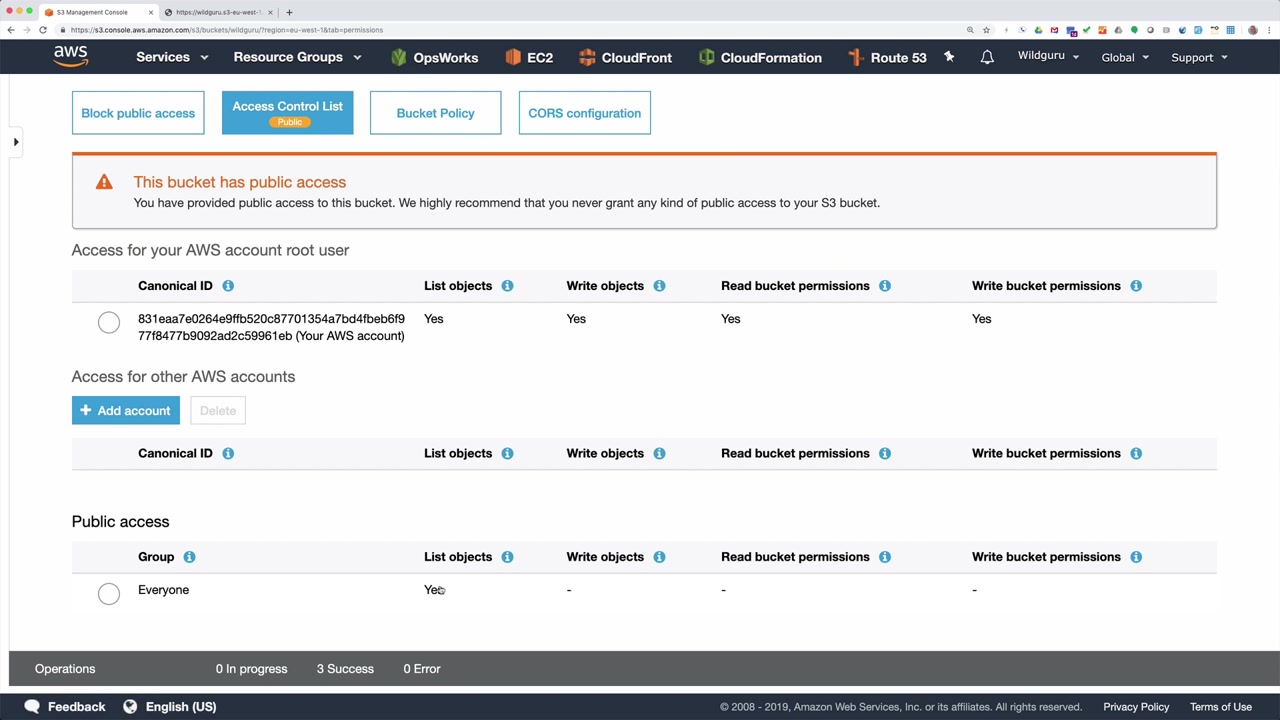 S3 Management Console
https://wildguru.s3-eu-west-1.
https://s3.console.aws.amazon.com/s3/buckets/wildguru/?region=eu-west-1&tab=permissions
aws Services Resource Groups OpsWorks EC2 CloudFront CloudFormation Route 53 Wildguru Global Support
Block public access
Access Control List
Public
Bucket Policy
CORS configuration
This bucket has public access
You have provided public access to this bucket. We highly recommend that you never grant any kind of public access to your S3 bucket.
Access for your AWS account root user
Canonical ID List objects Write objects Read bucket permissions Write bucket permissions
831eaa7e0264e9ffb520c87701354a7bd4fbeb6f9 Yes Yes Yes Yes
77f8477b9092ad2c59961eb (Your AWS account)
Access for other AWS accounts
+ Add account Delete
Canonical ID List objects Write objects Read bucket permissions Write bucket permissions
Public access
Group List objects Write objects Read bucket permissions Write bucket permissions
Everyone Yes - - -
Operations 0 In progress 3 Success 0 Error
Feedback English (US) © 2008 - 2019, Amazon Web Services, Inc. or its affiliates. All rights reserved. Privacy Policy Terms of Use